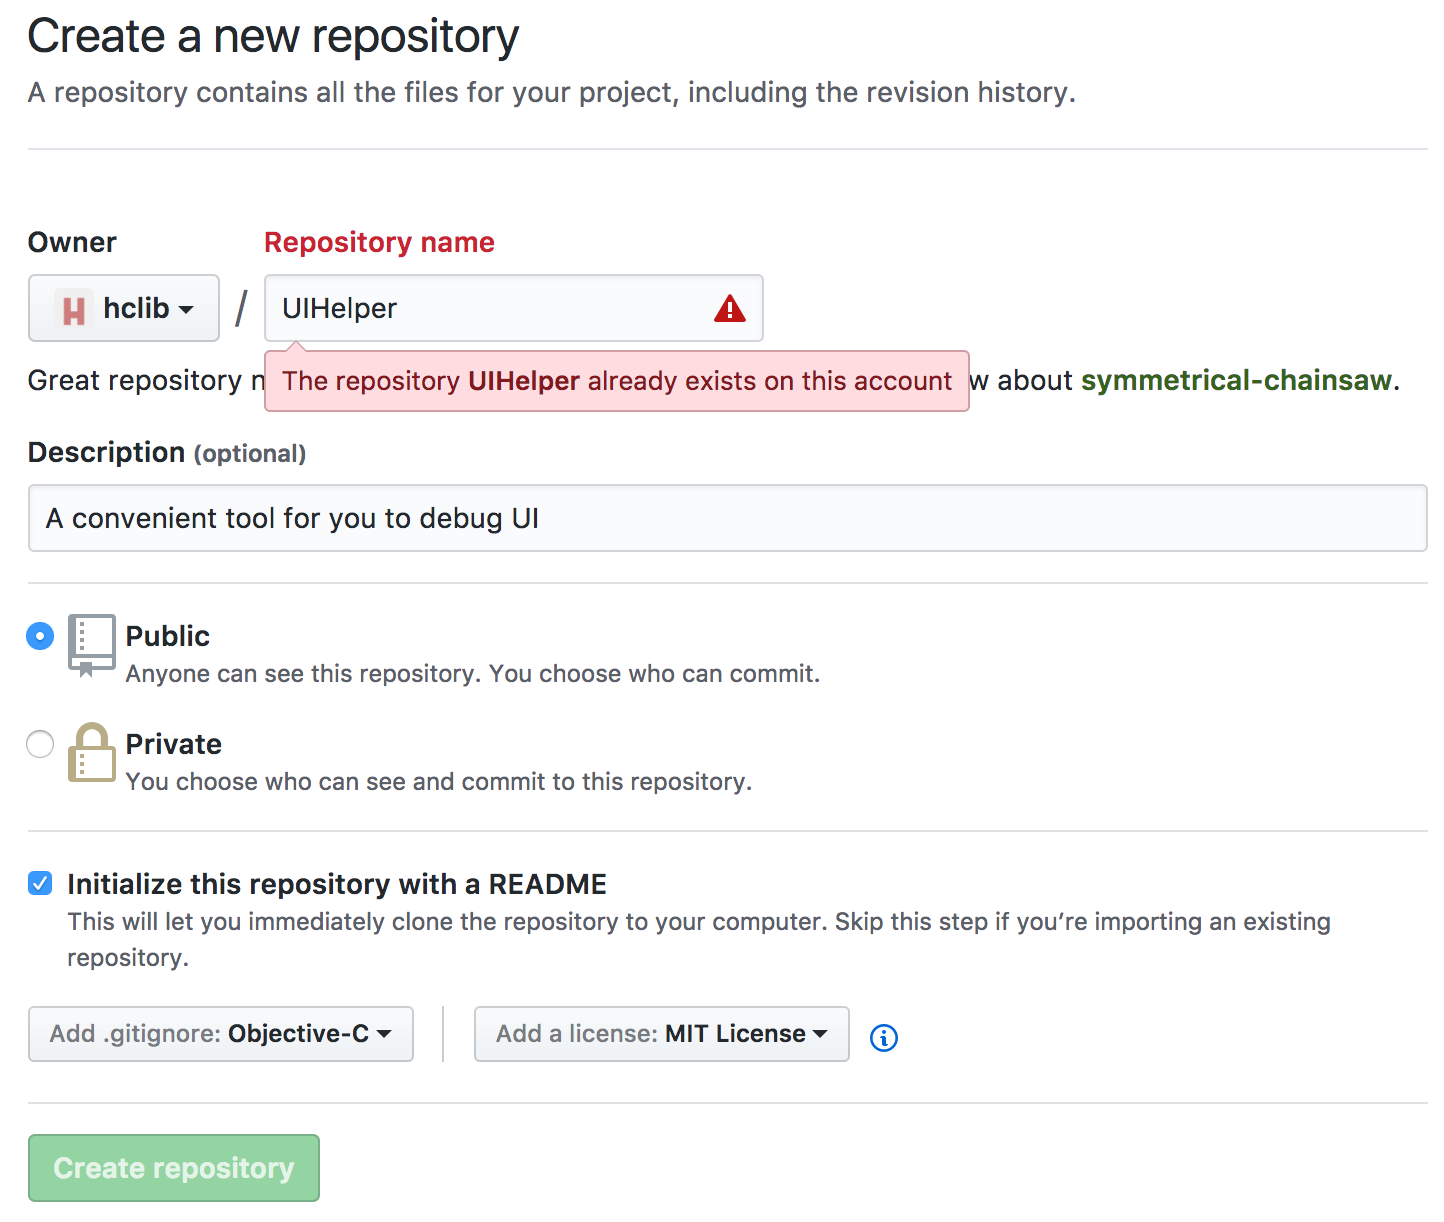 Create a new repository
A repository contains all the files for your project, including the revision history.
Owner Repository name
H hclib / UIHelper
The repository UIHelper already exists on this account
Great repository about symmetrical-chainsaw.
Description (optional)
A convenient tool for you to debug UI
Public
Anyone can see this repository. You choose who can commit.
Private
You choose who can see and commit to this repository.
Initialize this repository with a README
This will let you immediately clone the repository to your computer. Skip this step if you’re importing an existing
repository.
Add .gitignore: Objective-C Add a license: MIT License
Create repository